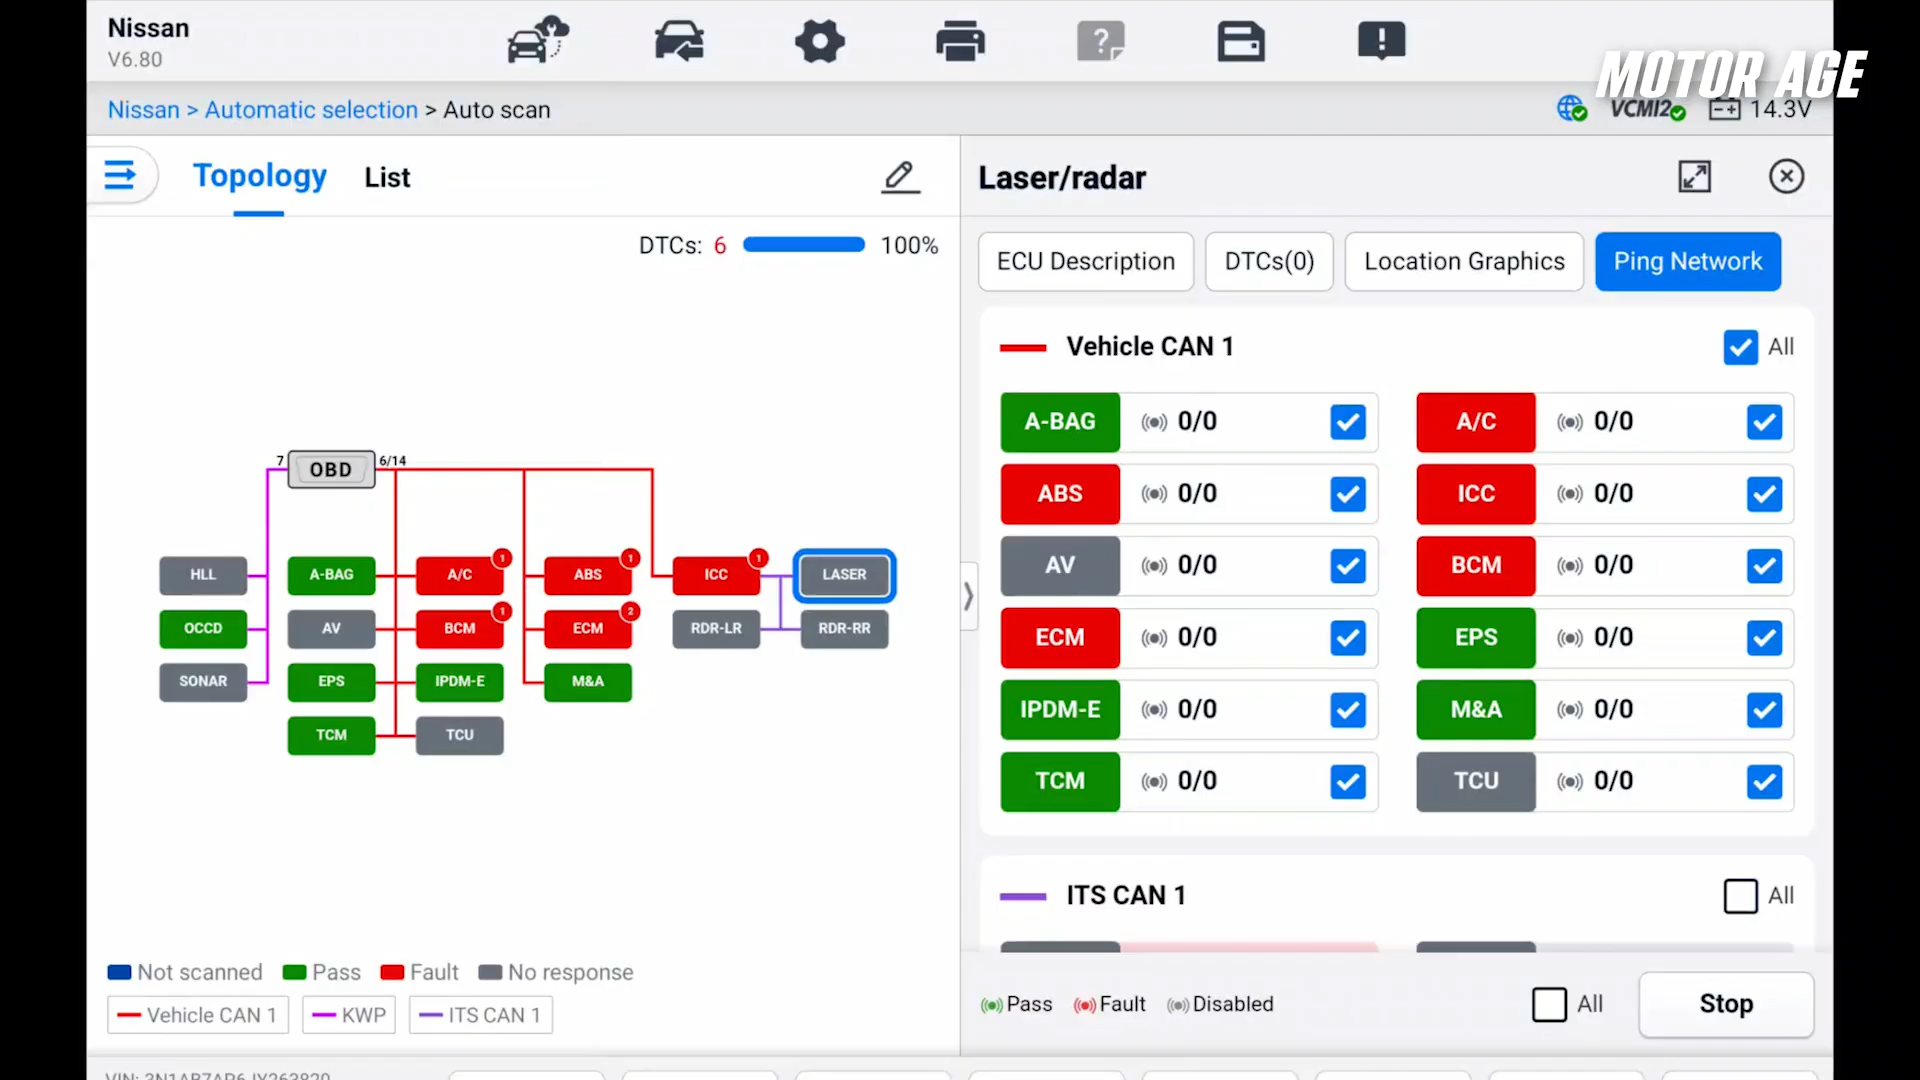 Nissan
V6.80
MOTOR AGE
Nissan > Automatic selection > Auto scan
VCMI2 14.3V
Topology List
DTCs: 6 100%
7 OBD 6/14
HLL A-BAG A/C 1 ABS 1 ICC 1 LASER
OCCD AV BCM 1 ECM 2 RDR-LR RDR-RR
SONAR EPS IPDM-E M&A
TCM TCU
Not scanned Pass Fault No response
Vehicle CAN 1 KWP ITS CAN 1
Laser/radar
ECU Description DTCs(0) Location Graphics Ping Network
Vehicle CAN 1 All
A-BAG 0/0 A/C 0/0
ABS 0/0 ICC 0/0
AV 0/0 BCM 0/0
ECM 0/0 EPS 0/0
IPDM-E 0/0 M&A 0/0
TCM 0/0 TCU 0/0
ITS CAN 1 All
Pass Fault Disabled All Stop